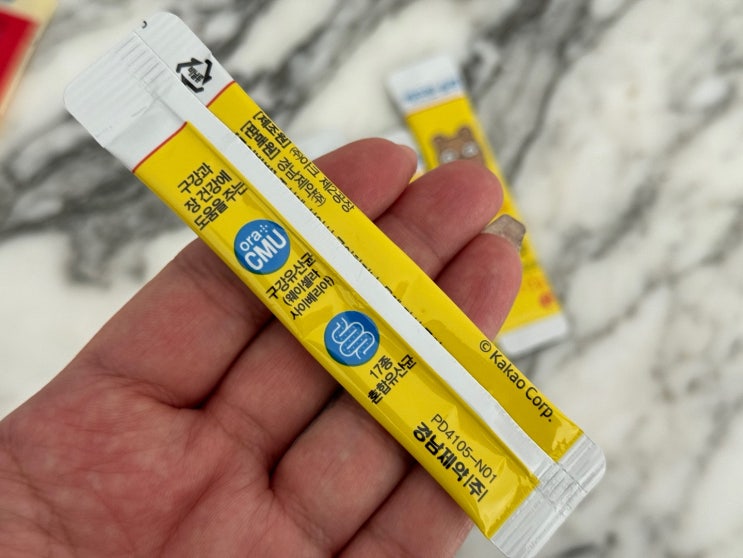 구강과
장 건강에
도움을 주는
ora
CMU
구강유산균
(웨이셀라
사이베리아)
17종
혼합유산균
PD4105-N01
경남제약(주)
[제조원]
[판매원] 경남제약(주)
© Kakao Corp.